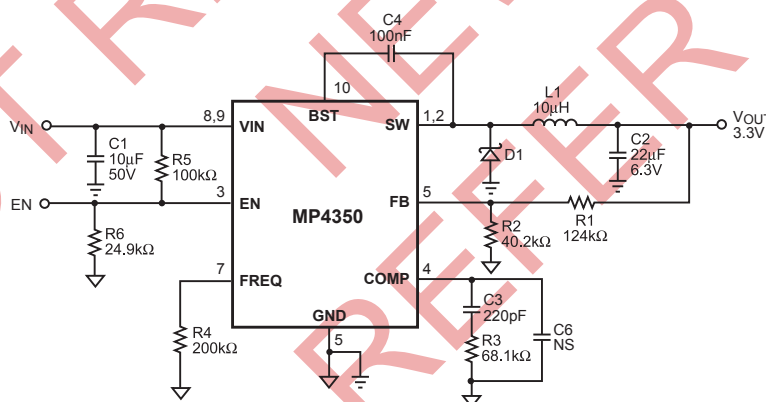 C4
100nF
10
BST
8,9
VIN
VIN
SW
1,2
L1
10μH
VOUT
3.3V
C1
10μF
50V
R5
100kΩ
D1
C2
22μF
6.3V
EN
3
EN
MP4350
FB
5
R1
124kΩ
R2
40.2kΩ
R6
24.9kΩ
7
FREQ
COMP
4
C3
220pF
R3
68.1kΩ
C6
NS
R4
200kΩ
GND
5
REFER